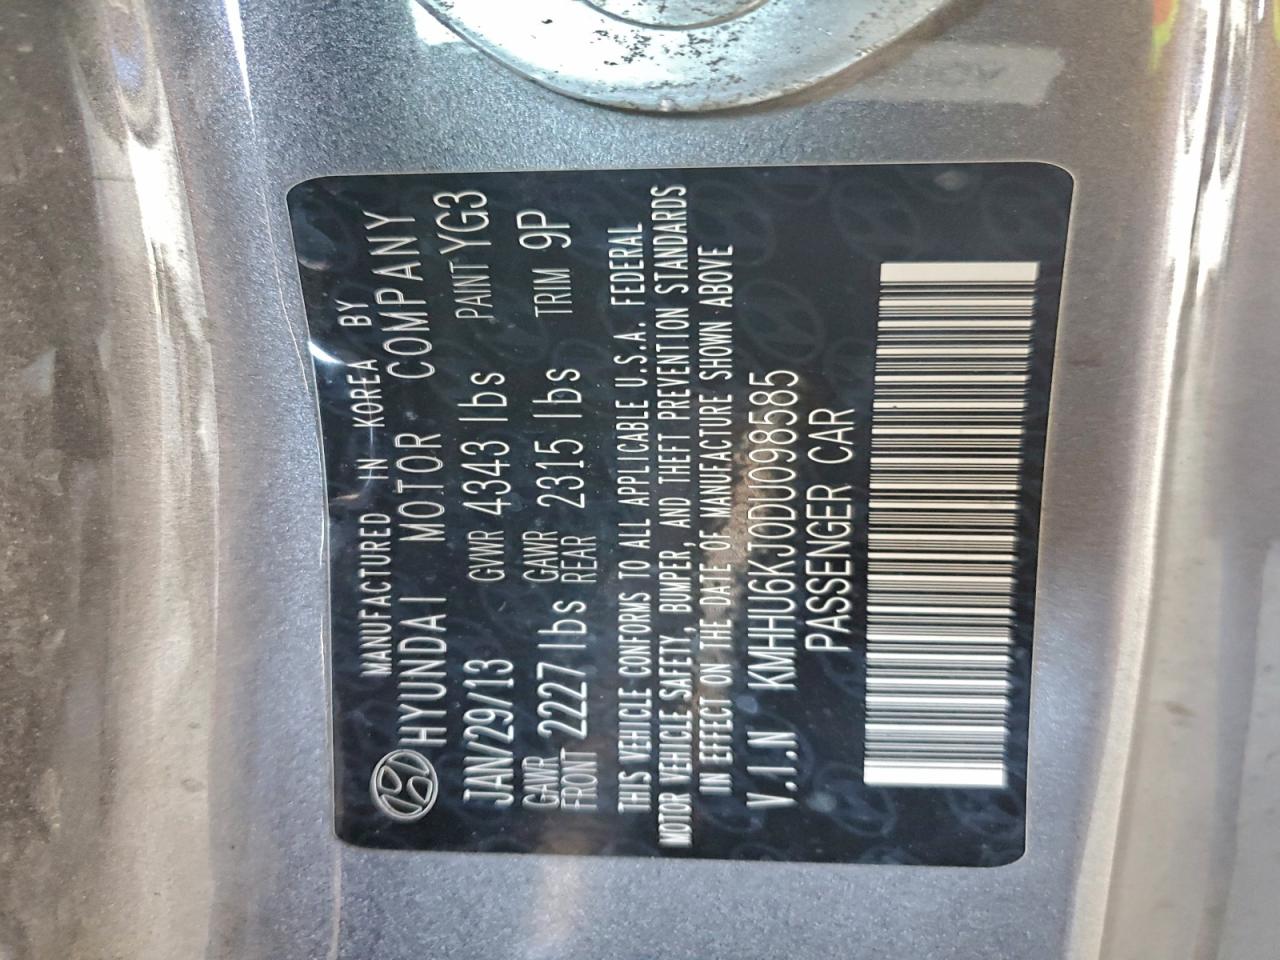 MANUFACTURED IN KOREA BY
HYUNDAI MOTOR COMPANY
JAN/29/13 GVWR 4343 lbs PAINT YG3
GAWR FRONT 2227 lbs GAWR REAR 2315 lbs TRIM 9P
THIS VEHICLE CONFORMS TO ALL APPLICABLE U.S.A. FEDERAL
MOTOR VEHICLE SAFETY, BUMPER, AND THEFT PREVENTION STANDARDS
IN EFFECT ON THE DATE OF MANUFACTURE SHOWN ABOVE
V.I.N KMHHU6KJ0DU098585
PASSENGER CAR